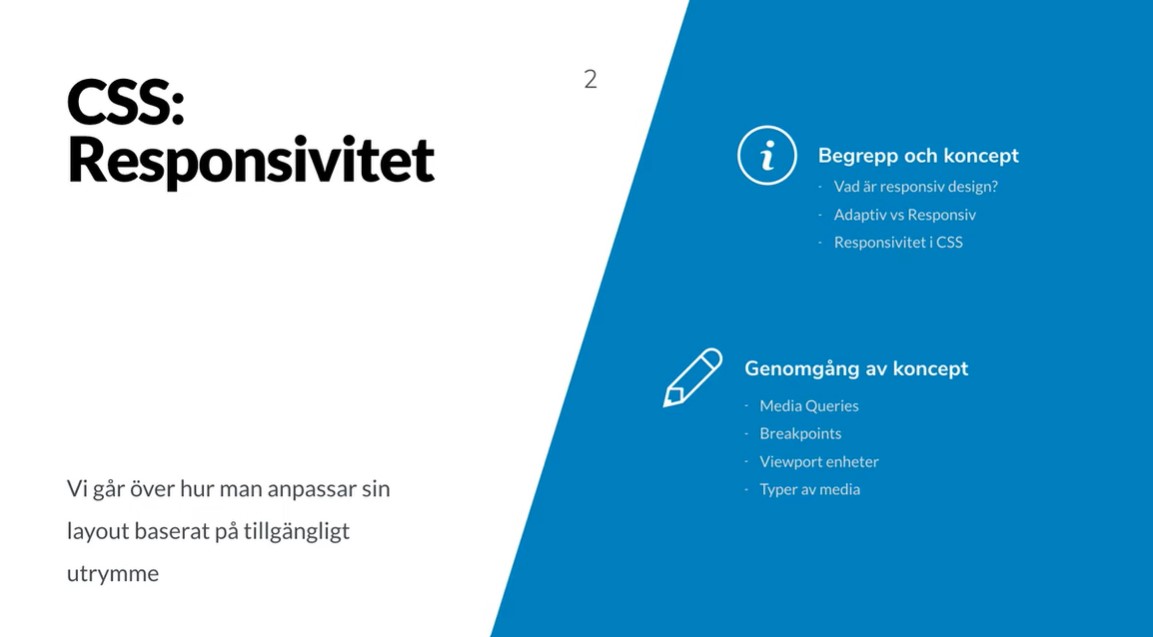 CSS:
Responsivitet
2
Vi går över hur man anpassar sin
layout baserat på tillgängligt
utrymme
Begrepp och koncept
· Vad är responsiv design?
· Adaptiv vs Responsiv
· Responsivitet i CSS
Genomgång av koncept
- Media Queries
- Breakpoints
- Viewport enheter
- Typer av media